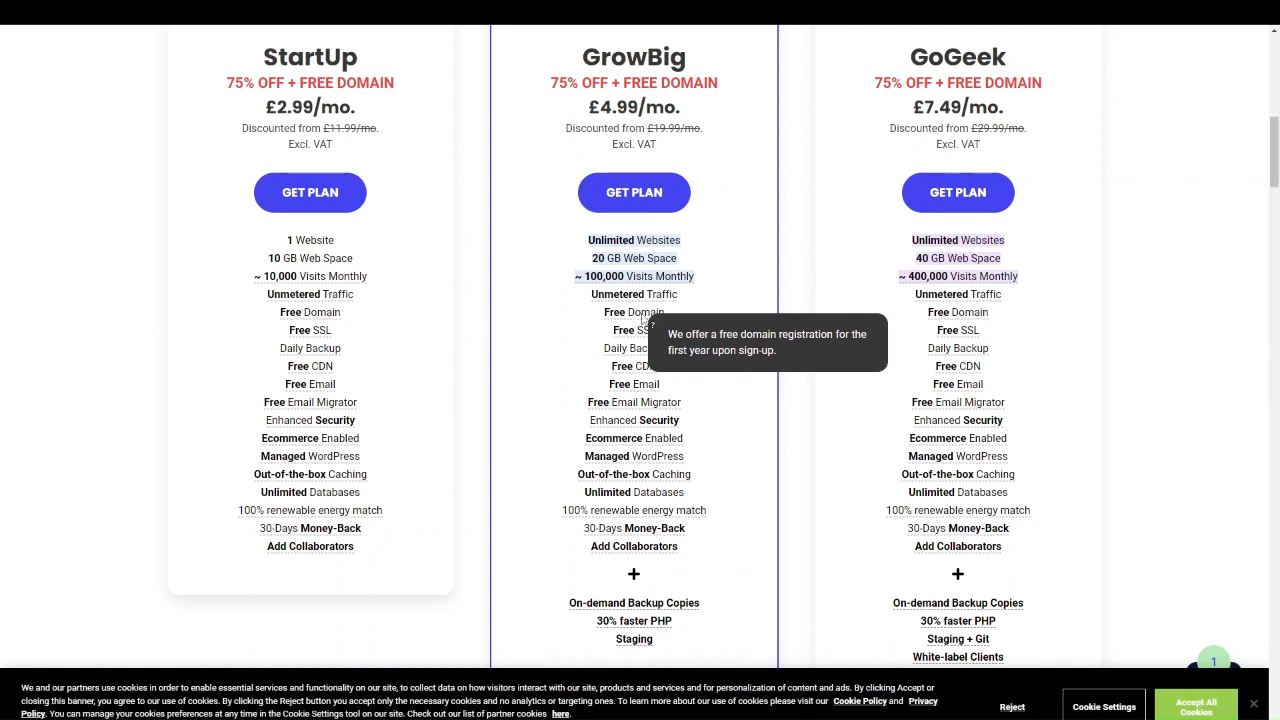 StartUp
75% OFF + FREE DOMAIN
£2.99/mo.
Discounted from £11.99/mo.
Excl. VAT
GET PLAN
1 Website
10 GB Web Space
~ 10,000 Visits Monthly
Unmetered Traffic
Free Domain
Free SSL
Daily Backup
Free CDN
Free Email
Free Email Migrator
Enhanced Security
Ecommerce Enabled
Managed WordPress
Out-of-the-box Caching
Unlimited Databases
100% renewable energy match
30-Days Money-Back
Add Collaborators
GrowBig
75% OFF + FREE DOMAIN
£4.99/mo.
Discounted from £19.99/mo.
Excl. VAT
GET PLAN
Unlimited Websites
20 GB Web Space
~ 100,000 Visits Monthly
Unmetered Traffic
Free Domain
?
We offer a free domain registration for the
first year upon sign-up.
Free SS
Daily Bac
Free CD
Free Email
Free Email Migrator
Enhanced Security
Ecommerce Enabled
Managed WordPress
Out-of-the-box Caching
Unlimited Databases
100% renewable energy match
30-Days Money-Back
Add Collaborators
+
On-demand Backup Copies
30% faster PHP
Staging
GoGeek
75% OFF + FREE DOMAIN
£7.49/mo.
Discounted from £29.99/mo.
Excl. VAT
GET PLAN
Unlimited Websites
40 GB Web Space
~ 400,000 Visits Monthly
Unmetered Traffic
Free Domain
Free SSL
Daily Backup
Free CDN
Free Email
Free Email Migrator
Enhanced Security
Ecommerce Enabled
Managed WordPress
Out-of-the-box Caching
Unlimited Databases
100% renewable energy match
30-Days Money-Back
Add Collaborators
+
On-demand Backup Copies
30% faster PHP
Staging + Git
White-label Clients
1
We and our partners use cookies in order to enable essential services and functionality on our site, to collect data on how visitors interact with our site, products and services and for personalization of content and ads. By clicking Accept or
closing this banner, you agree to our use of cookies. By clicking the Reject button you accept only the necessary cookies and no analytics or targeting ones. To learn more about our use of cookies please visit our Cookie Policy and Privacy
Policy. You can manage your cookies preferences at any time in the Cookie Settings tool on our site. Check out our list of partner cookies here.
Reject
Cookie Settings
Accept All
Cookies